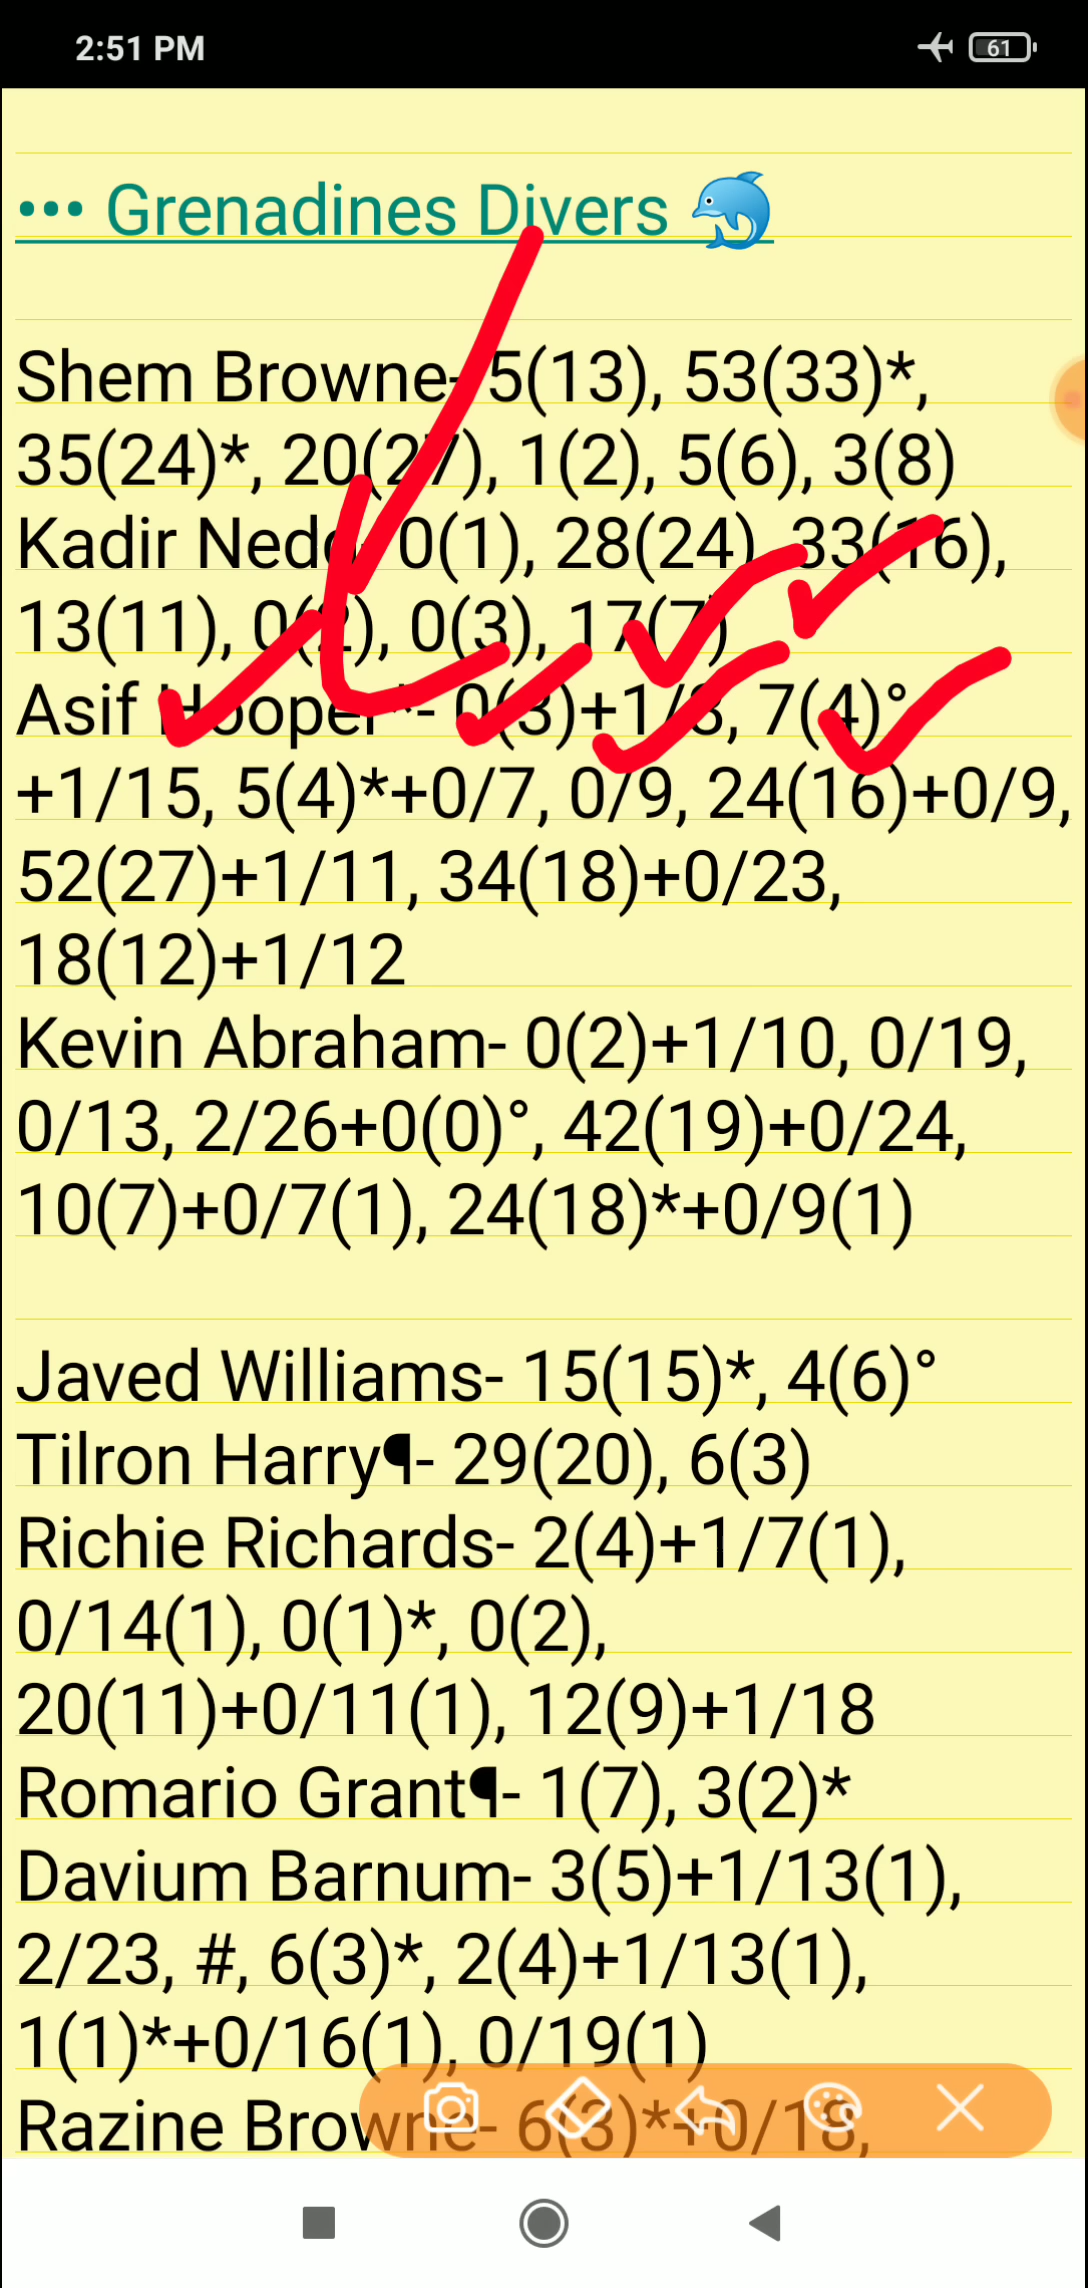 2:51 PM
61
••• Grenadines Divers 🐬
Shem Browne- 5(13), 53(33)*,
35(24)*, 20(27), 1(2), 5(6), 3(8)
Kadir Nedd- 0(1), 28(24), 33(16),
13(11), 0(2), 0(3), 17(7)
Asif Hooper*- 0(3)+1/8, 7(4)°
+1/15, 5(4)*+0/7, 0/9, 24(16)+0/9,
52(27)+1/11, 34(18)+0/23,
18(12)+1/12
Kevin Abraham- 0(2)+1/10, 0/19,
0/13, 2/26+0(0)°, 42(19)+0/24,
10(7)+0/7(1), 24(18)*+0/9(1)
Javed Williams- 15(15)*, 4(6)°
Tilron Harry¶- 29(20), 6(3)
Richie Richards- 2(4)+1/7(1),
0/14(1), 0(1)*, 0(2),
20(11)+0/11(1), 12(9)+1/18
Romario Grant¶- 1(7), 3(2)*
Davium Barnum- 3(5)+1/13(1),
2/23, #, 6(3)*, 2(4)+1/13(1),
1(1)*+0/16(1), 0/19(1)
Razine Browne- 6(3)*+0/18,